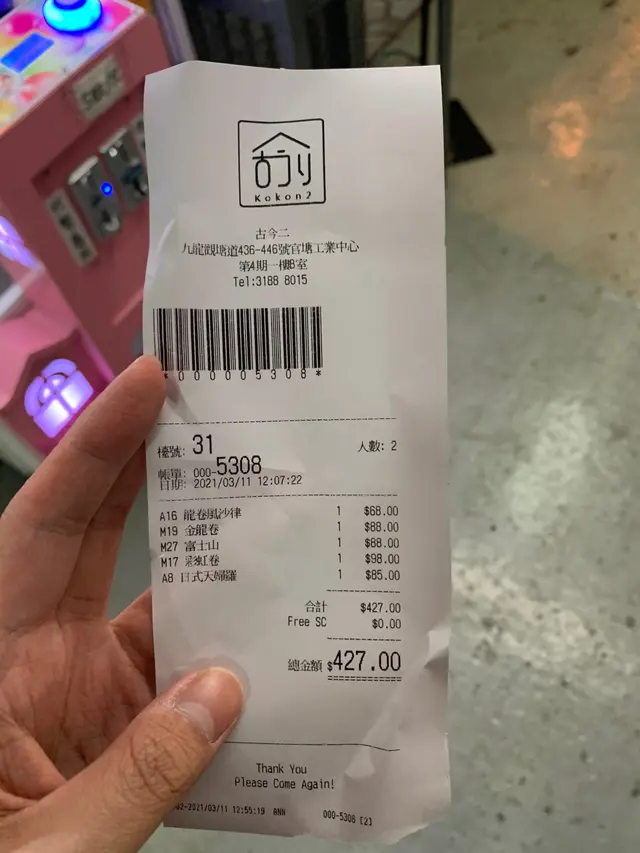 古今二
Kokon2
古今二
九龍觀塘道436-446號官塘工業中心
第4期一樓B室
Tel:3188 8015
*000005308*
檯號: 31
人數: 2
帳單: 000-5308
日期: 2021/03/11 12:07:22
A16 龍卷風沙律 1 $68.00
M19 金龍卷 1 $88.00
M27 富士山 1 $88.00
M17 彩虹卷 1 $98.00
A8 日式天婦羅 1 $85.00
合計 $427.00
Free SC $0.00
總金額 $427.00
Thank You
Please Come Again!
02-2021/03/11 12:55:19 ANN 000-5306 [2]